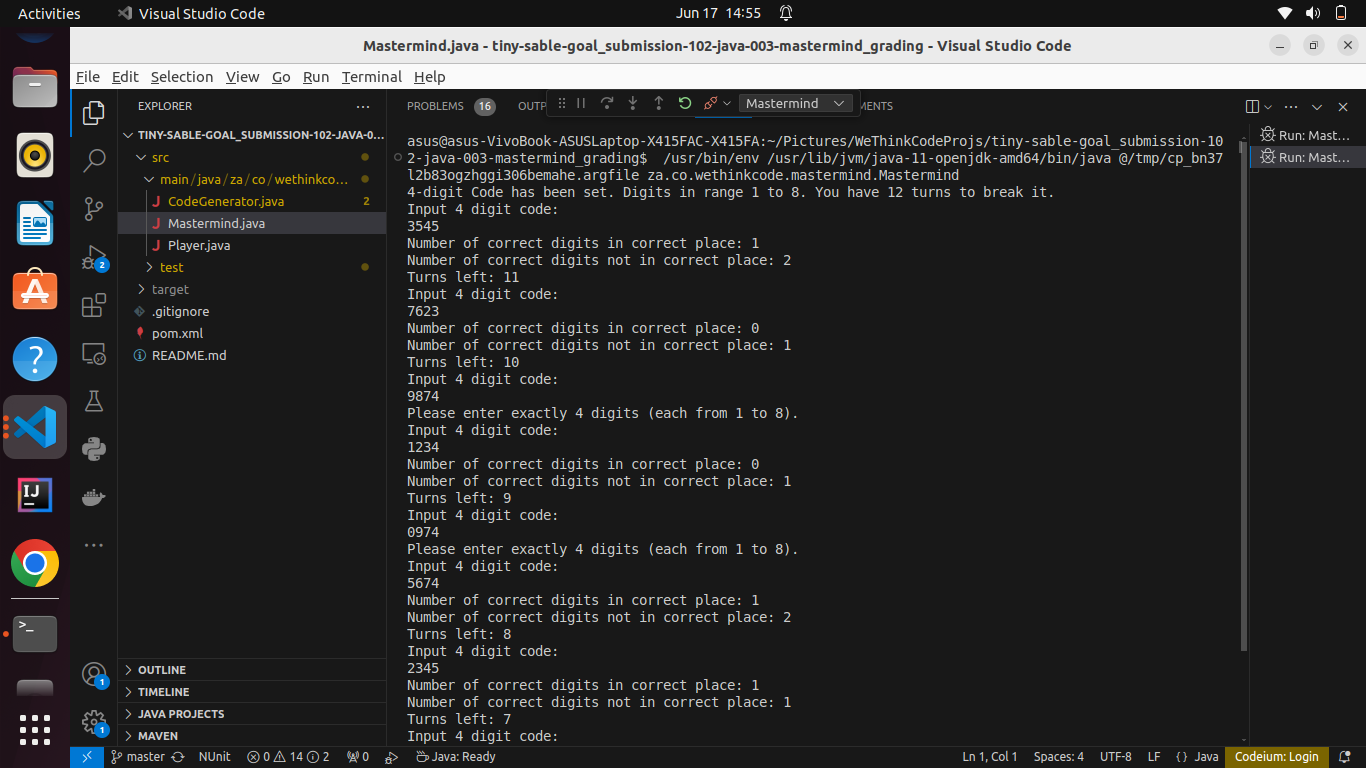 Activities
Visual Studio Code
Jun 17 14:55
Mastermind.java - tiny-sable-goal_submission-102-java-003-mastermind_grading - Visual Studio Code
File Edit Selection View Go Run Terminal Help
EXPLORER
TINY-SABLE-GOAL_SUBMISSION-102-JAVA-0...
src
main/java/za/co/wethinkco...
CodeGenerator.java 2
Mastermind.java
Player.java
test
target
.gitignore
pom.xml
README.md
OUTLINE
TIMELINE
JAVA PROJECTS
MAVEN
2
1
1
PROBLEMS 16 OUTP Mastermind MENTS
asus@asus-VivoBook-ASUSLaptop-X415FAC-X415FA:~/Pictures/WeThinkCodeProjs/tiny-sable-goal_submission-10
2-java-003-mastermind_grading$ /usr/bin/env /usr/lib/jvm/java-11-openjdk-amd64/bin/java @/tmp/cp_bn37
l2b83ogzhggi306bemahe.argfile za.co.wethinkcode.mastermind.Mastermind
4-digit Code has been set. Digits in range 1 to 8. You have 12 turns to break it.
Input 4 digit code:
3545
Number of correct digits in correct place: 1
Number of correct digits not in correct place: 2
Turns left: 11
Input 4 digit code:
7623
Number of correct digits in correct place: 0
Number of correct digits not in correct place: 1
Turns left: 10
Input 4 digit code:
9874
Please enter exactly 4 digits (each from 1 to 8).
Input 4 digit code:
1234
Number of correct digits in correct place: 0
Number of correct digits not in correct place: 1
Turns left: 9
Input 4 digit code:
0974
Please enter exactly 4 digits (each from 1 to 8).
Input 4 digit code:
5674
Number of correct digits in correct place: 1
Number of correct digits not in correct place: 2
Turns left: 8
Input 4 digit code:
2345
Number of correct digits in correct place: 1
Number of correct digits not in correct place: 1
Turns left: 7
Input 4 digit code:
Run: Mast...
Run: Mast...
master NUnit 0 14 2 0 Java: Ready Ln 1, Col 1 Spaces: 4 UTF-8 LF { } Java Codeium: Login